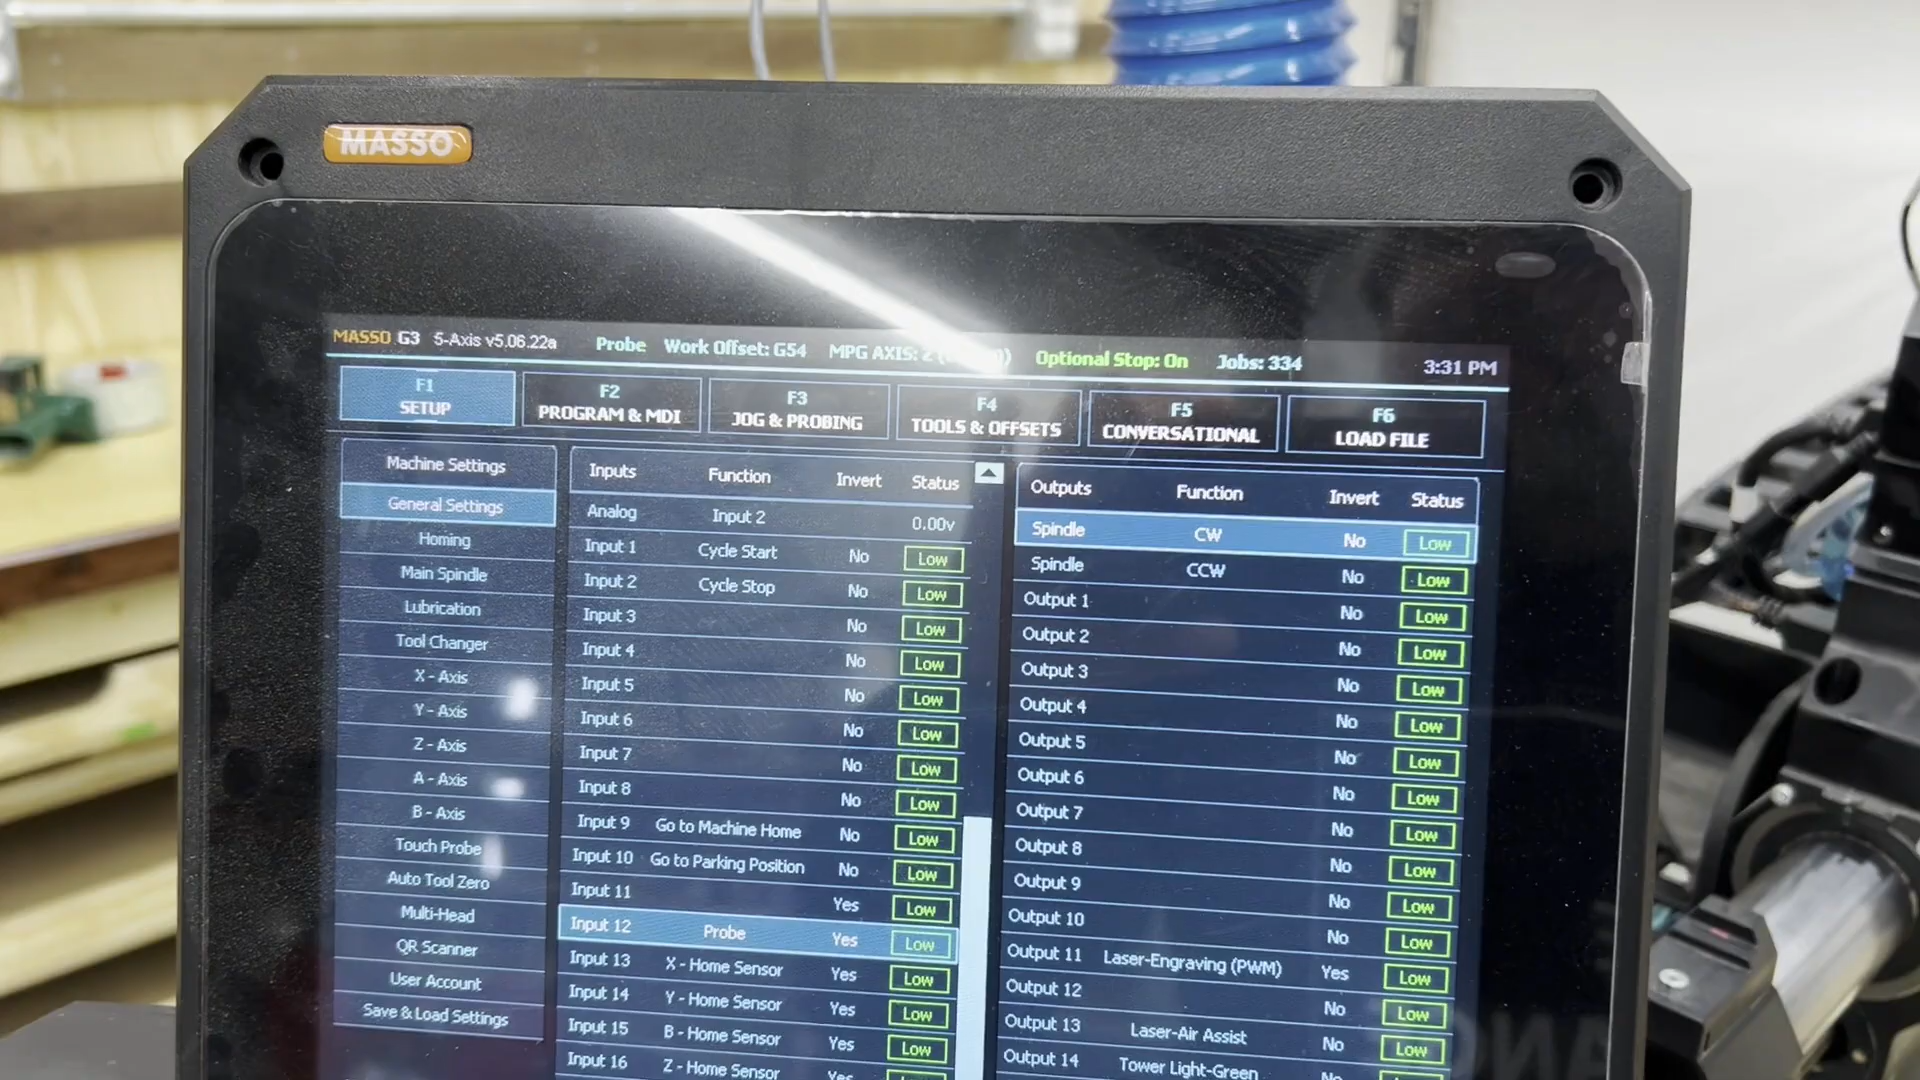 MASSO
MASSO G3 5-Axis v5.06.22a Probe Work Offset: G54 MPG AXIS: Optional Stop: On Jobs: 334 3:31 PM
F1 SETUP
F2 PROGRAM & MDI
F3 JOG & PROBING
F4 TOOLS & OFFSETS
F5 CONVERSATIONAL
F6 LOAD FILE
Machine Settings
General Settings
Homing
Main Spindle
Lubrication
Tool Changer
X - Axis
Y - Axis
Z - Axis
A - Axis
B - Axis
Touch Probe
Auto Tool Zero
Multi-Head
QR Scanner
User Account
Save & Load Settings
Inputs Function Invert Status
Analog Input 2 0.00v
Input 1 Cycle Start No Low
Input 2 Cycle Stop No Low
Input 3 No Low
Input 4 No Low
Input 5 No Low
Input 6 No Low
Input 7 No Low
Input 8 No Low
Input 9 Go to Machine Home No Low
Input 10 Go to Parking Position No Low
Input 11 Yes Low
Input 12 Probe Yes Low
Input 13 X - Home Sensor Yes Low
Input 14 Y - Home Sensor Yes Low
Input 15 B - Home Sensor Yes Low
Input 16 Z - Home Sensor Yes
Outputs Function Invert Status
Spindle CW No Low
Spindle CCW No Low
Output 1 No Low
Output 2 No Low
Output 3 No Low
Output 4 No Low
Output 5 No Low
Output 6 No Low
Output 7 No Low
Output 8 No Low
Output 9 No Low
Output 10 No Low
Output 11 Laser-Engraving (PWM) Yes Low
Output 12 No Low
Output 13 Laser-Air Assist No Low
Output 14 Tower Light-Green No